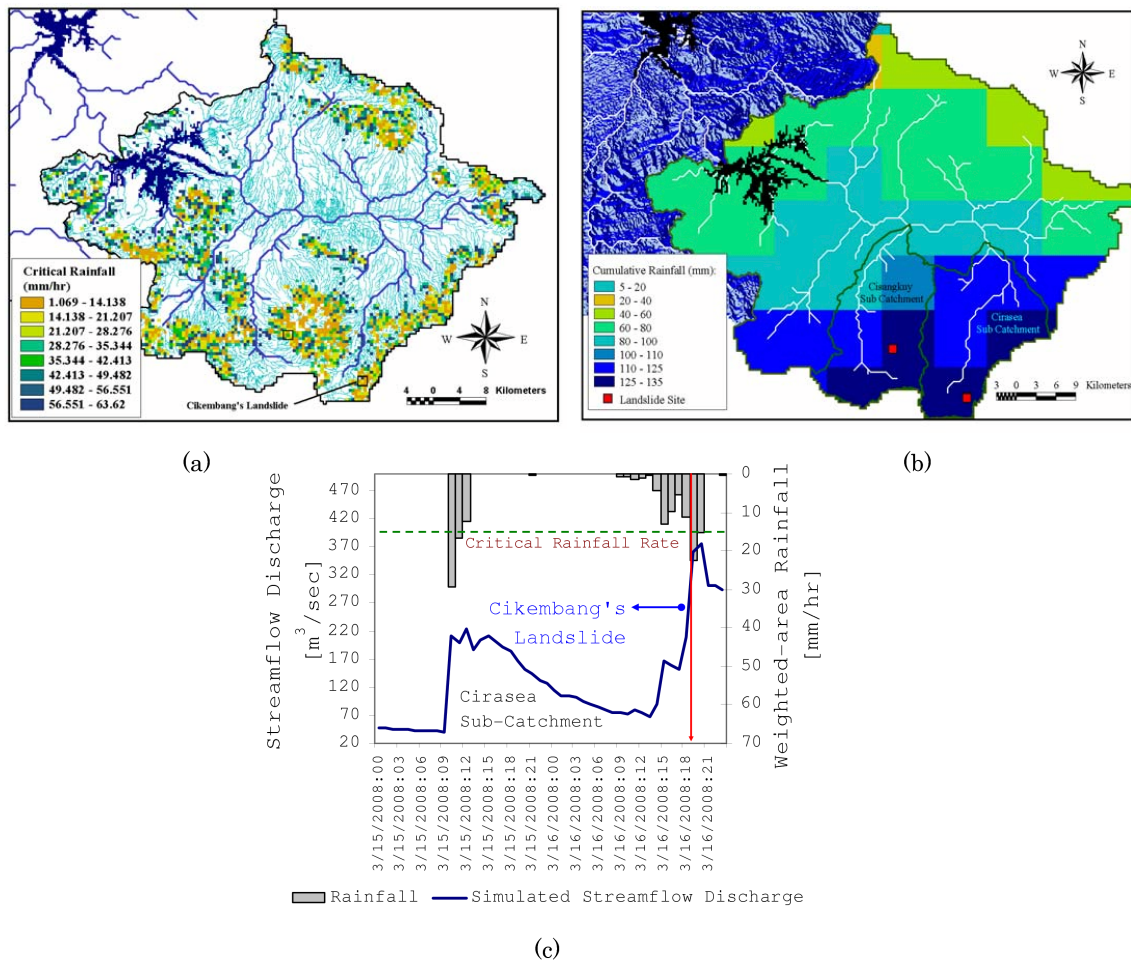 N
W E
S
Critical Rainfall
(mm/hr)
1.069 - 14.138
14.138 - 21.207
21.207 - 28.276
28.276 - 35.344
35.344 - 42.413
42.413 - 49.482
49.482 - 56.551
56.551 - 63.62
Cikembang's Landslide
4 0 4 8 Kilometers
(a)
N
W E
S
Cumulative Rainfall (mm):
5 - 20
20 - 40
40 - 60
60 - 80
80 - 100
100 - 110
110 - 125
125 - 135
Landslide Site
Cisangkuy
Sub Catchment
Cirasea
Sub Catchment
3 0 3 6 9 Kilometers
(b)
Streamflow Discharge
[m3/sec]
470
420
370
320
270
220
170
120
70
20
Critical Rainfall Rate
Cikembang's
Landslide
Cirasea
Sub-Catchment
0
10
20
30
40
50
60
70
Weighted-area Rainfall
[mm/hr]
3/15/2008:00
3/15/2008:03
3/15/2008:06
3/15/2008:09
3/15/2008:12
3/15/2008:15
3/15/2008:18
3/15/2008:21
3/16/2008:00
3/16/2008:03
3/16/2008:06
3/16/2008:09
3/16/2008:12
3/16/2008:15
3/16/2008:18
3/16/2008:21
Rainfall Simulated Streamflow Discharge
(c)